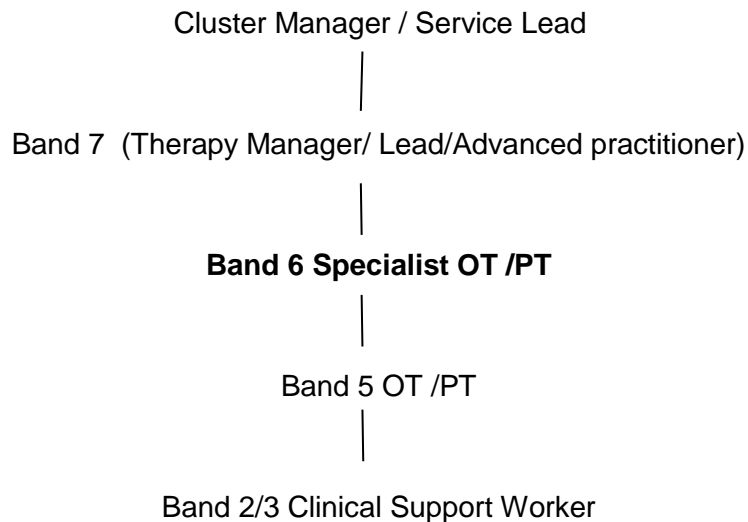 Cluster Manager / Service Lead
Band 7  (Therapy Manager/ Lead/Advanced practitioner)
Band 6 Specialist OT /PT
Band 5 OT /PT
Band 2/3 Clinical Support Worker